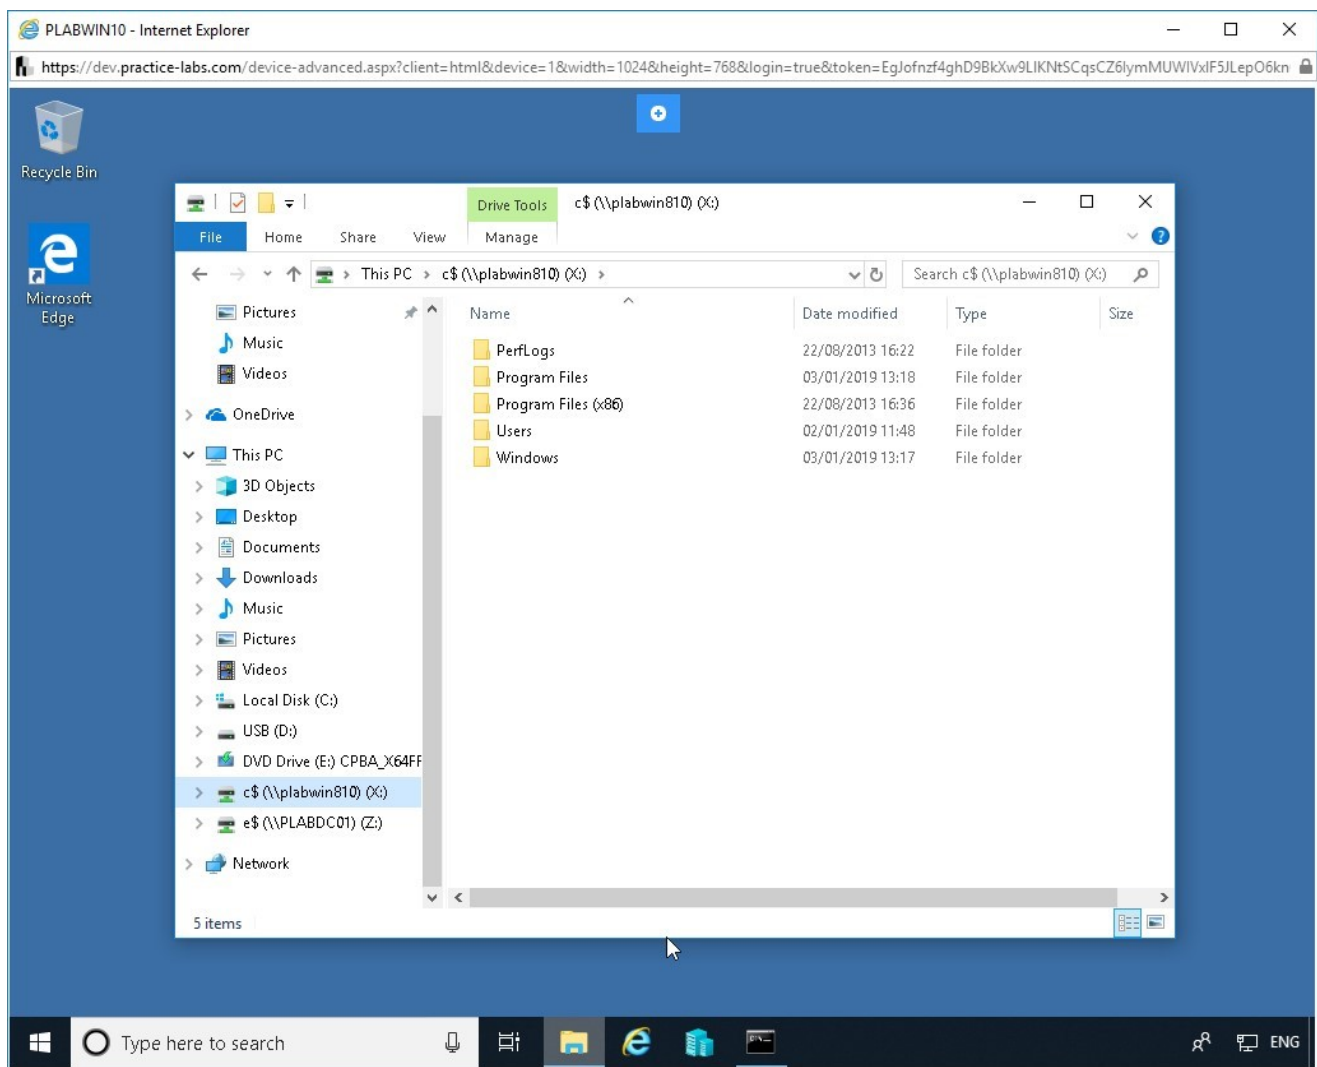 PLABWIN10 - Internet Explorer
https://dev.practice-labs.com/device-advanced.aspx?client=html&device=1&width=1024&height=768&login=true&token=EgJofnzf4ghD9BkXw9LIKNtSCqsCZ6lymMUWIVxIF5JLepO6kn
Recycle Bin
Microsoft
Edge
Drive Tools
c$ (\\plabwin810) (X:)
File
Home
Share
View
Manage
This PC > c$ (\\plabwin810) (X:) >
Search c$ (\\plabwin810) (X:)
Pictures
Music
Videos
OneDrive
This PC
3D Objects
Desktop
Documents
Downloads
Music
Pictures
Videos
Local Disk (C:)
USB (D:)
DVD Drive (E:) CPBA_X64FF
c$ (\\plabwin810) (X:)
e$ (\\PLABDC01) (Z:)
Network
Name Date modified Type Size
PerfLogs 22/08/2013 16:22 File folder
Program Files 03/01/2019 13:18 File folder
Program Files (x86) 22/08/2013 16:36 File folder
Users 02/01/2019 11:48 File folder
Windows 03/01/2019 13:17 File folder
5 items
Type here to search
ENG